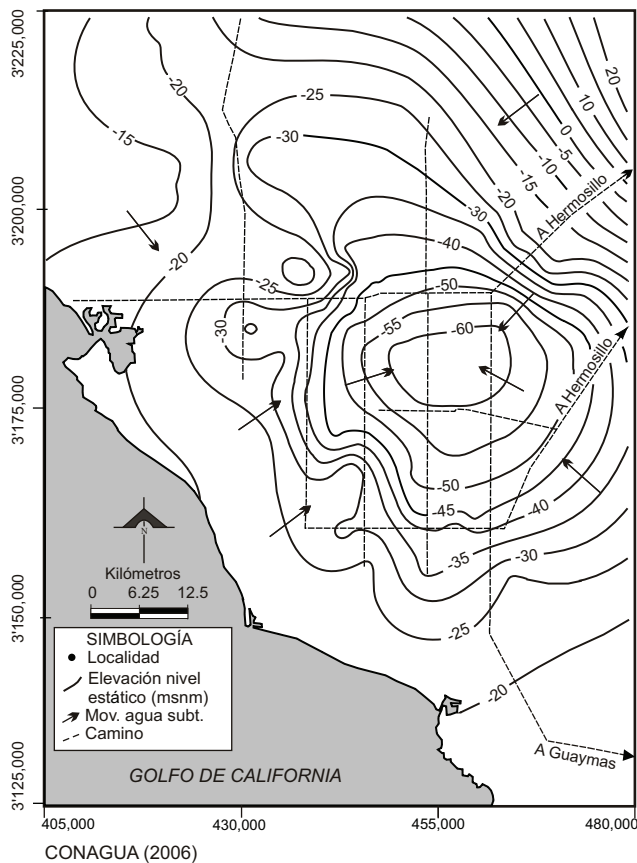 3'225,000
3'200,000
3'175,000
3'150,000
3'125,000
405,000
430,000
455,000
480,000
20
10
0
-5
-10
-15
-20
-30
-40
-50
-55
-60
-25
-30
-20
-15
-20
-25
-30
-50
-45
-40
-35
-30
-25
-20
A Hermosillo
A Hermosillo
A Guaymas
N
Kilómetros
0 6.25 12.5
SIMBOLOGÍA
Localidad
Elevación nivel
estático (msnm)
Mov. agua subt.
Camino
GOLFO DE CALIFORNIA
CONAGUA (2006)